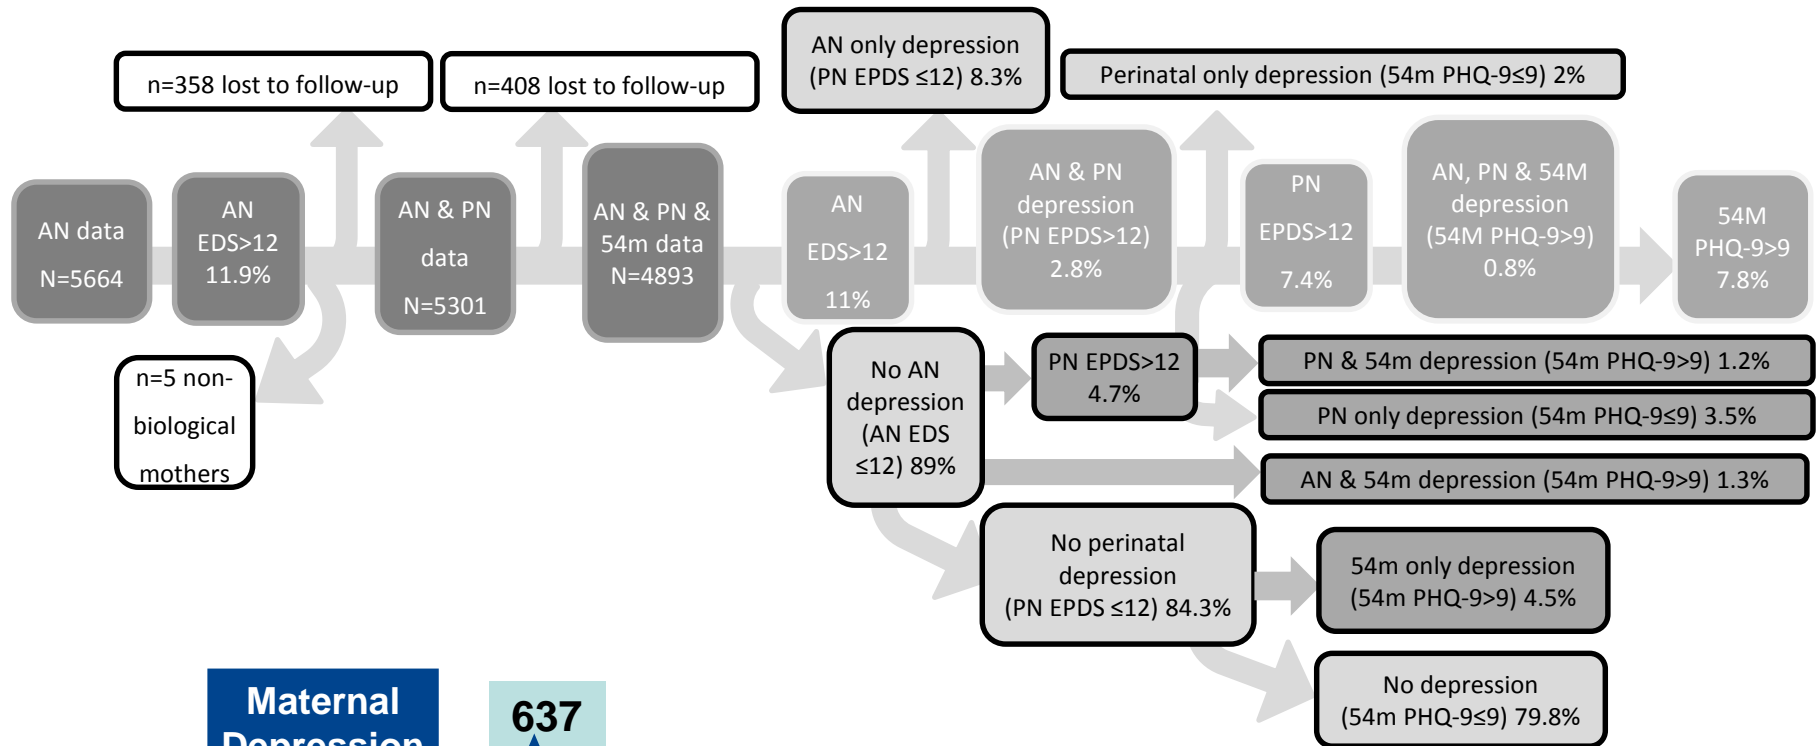 AN only depression
(PN EPDS ≤12) 8.3%
n=358 lost to follow-up
n=408 lost to follow-up
Perinatal only depression (54m PHQ-9≤9) 2%
AN data
N=5664
AN
EDS>12
11.9%
AN & PN
data
N=5301
AN & PN &
54m data
N=4893
AN
EDS>12
11%
AN & PN
depression
(PN EPDS>12)
2.8%
PN
EPDS>12
7.4%
AN, PN & 54M
depression
(54M PHQ-9>9)
0.8%
54M
PHQ-9>9
7.8%
n=5 non-
biological
mothers
No AN
depression
(AN EDS
≤12) 89%
PN EPDS>12
4.7%
PN & 54m depression (54m PHQ-9>9) 1.2%
PN only depression (54m PHQ-9≤9) 3.5%
AN & 54m depression (54m PHQ-9>9) 1.3%
No perinatal
depression
(PN EPDS ≤12) 84.3%
54m only depression
(54m PHQ-9>9) 4.5%
No depression
(54m PHQ-9≤9) 79.8%
Maternal
Depression
637